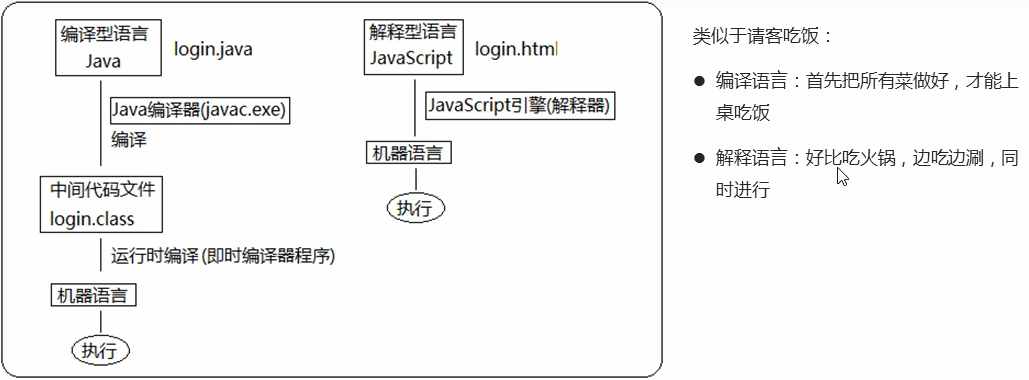 编译型语言
Java
login.java
Java编译器(javac.exe)
编译
中间代码文件
login.class
运行时编译(即时编译器程序)
机器语言
执行
解释型语言
JavaScript
login.html
JavaScript引擎(解释器)
机器语言
执行
类似于请客吃饭：
● 编译语言：首先把所有菜做好，才能上
桌吃饭
● 解释语言：好比吃火锅，边吃边涮，同
时进行